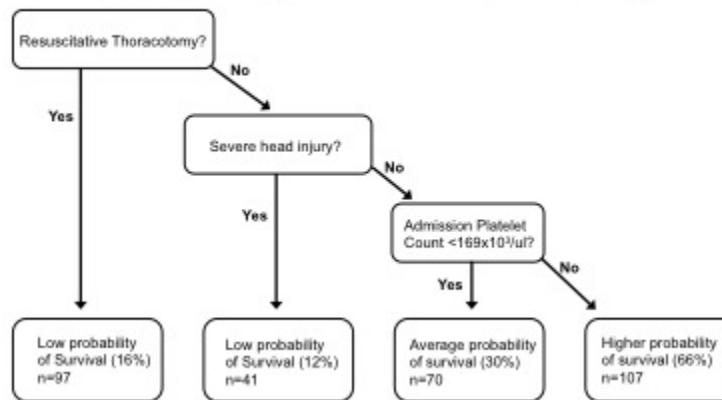 Resuscitative Thoracotomy?
No
Yes
Severe head injury?
No
Yes
Admission Platelet
Count <169x10³/ul?
Yes
No
Low probability
of Survival (16%)
n=97
Low probability
of Survival (12%)
n=41
Average probability
of survival (30%)
n=70
Higher probability
of survival (66%)
n=107